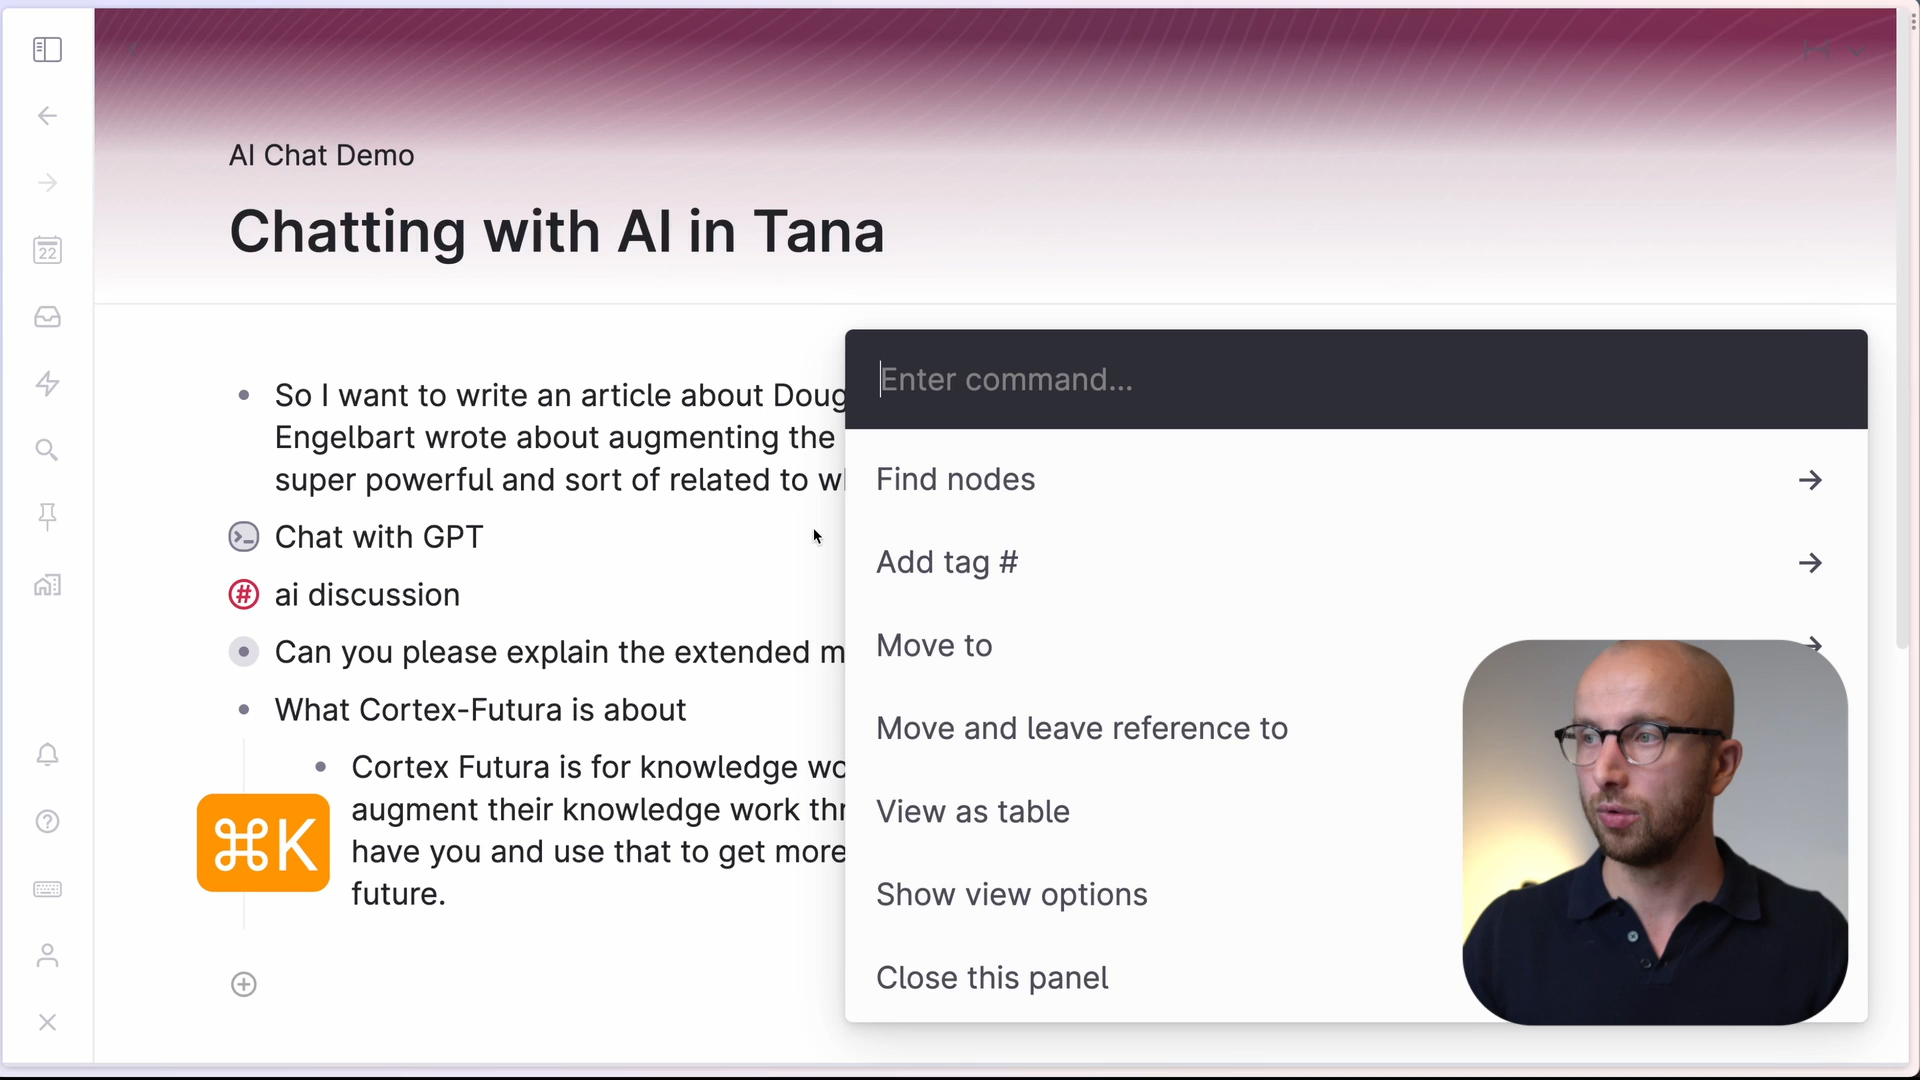 AI Chat Demo
Chatting with AI in Tana
22
So I want to write an article about Doug
Engelbart wrote about augmenting the
super powerful and sort of related to
Chat with GPT
# ai discussion
Can you please explain the extended
What Cortex-Futura is about
Cortex Futura is for knowledge
augment their knowledge work
have you and use that to get more
future.
⌘K
Enter command...
Find nodes
Add tag #
Move to
Move and leave reference to
View as table
Show view options
Close this panel